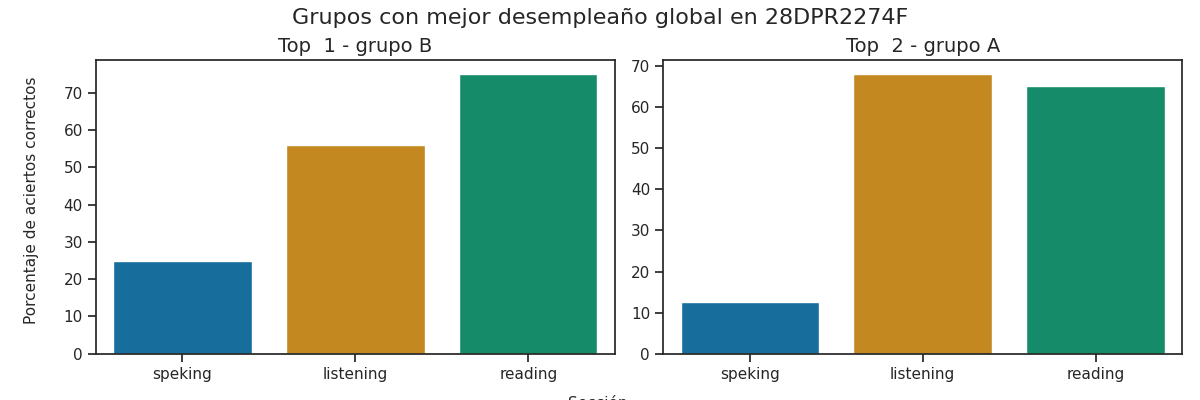 Grupos con mejor desempleaño global en 28DPR2274F
Top 1 - grupo B
Porcentaje de aciertos correctos
70
60
50
40
30
20
10
0
speking listening reading
Top 2 - grupo A
70
60
50
40
30
20
10
0
speking listening reading
Sección